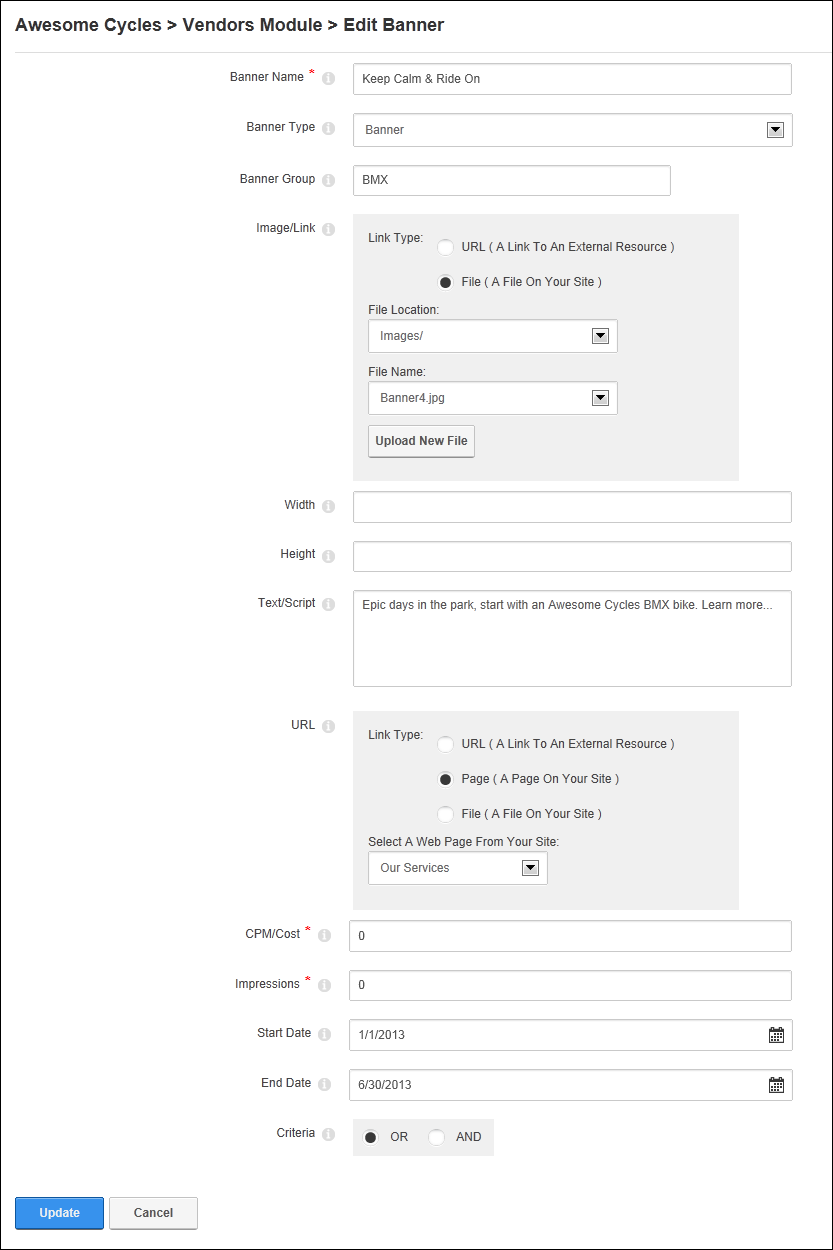 Awesome Cycles > Vendors Module > Edit Banner
Banner Name * Keep Calm & Ride On
Banner Type Banner
Banner Group BMX
Image/Link Link Type: URL ( A Link To An External Resource )
File ( A File On Your Site )
File Location:
Images/
File Name:
Banner4.jpg
Upload New File
Width
Height
Text/Script Epic days in the park, start with an Awesome Cycles BMX bike. Learn more...
URL Link Type: URL ( A Link To An External Resource )
Page ( A Page On Your Site )
File ( A File On Your Site )
Select A Web Page From Your Site:
Our Services
CPM/Cost * 0
Impressions * 0
Start Date 1/1/2013
End Date 6/30/2013
Criteria OR AND
Update Cancel